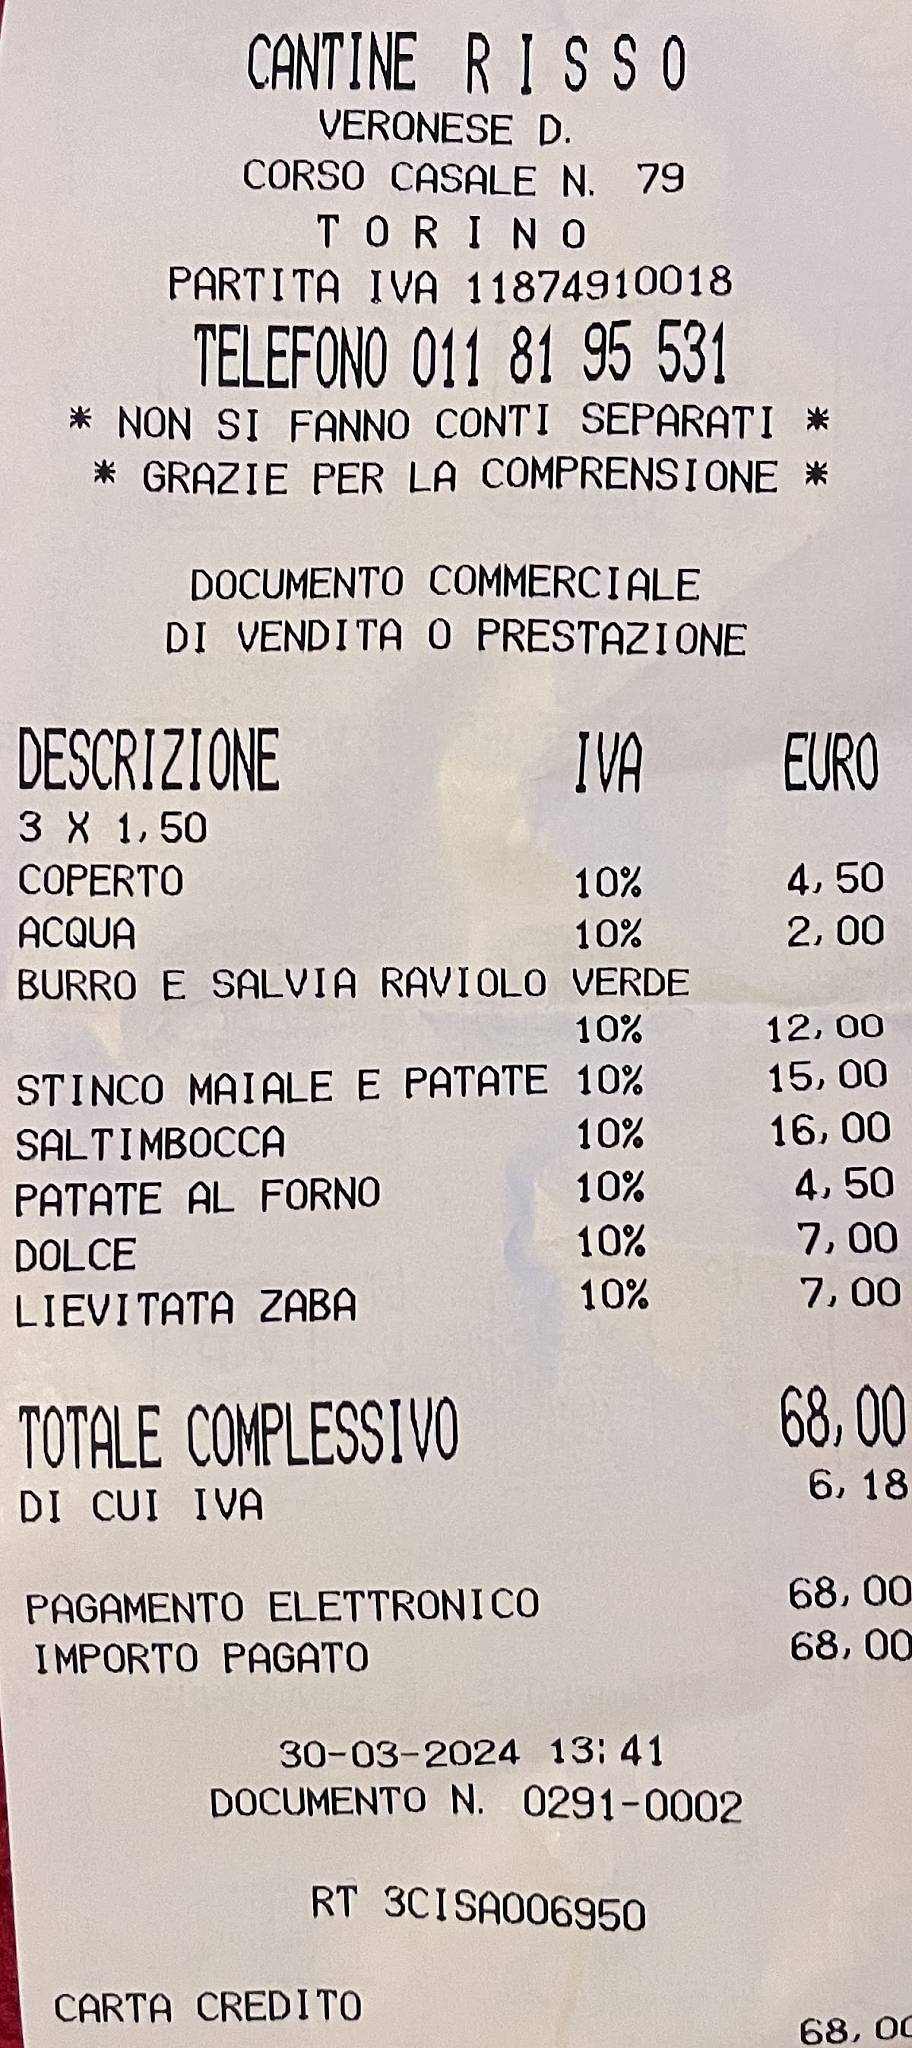 CANTINE R I S S O
VERONESE D.
CORSO CASALE N. 79
T O R I N O
PARTITA IVA 11874910018
TELEFONO 011 81 95 531
* NON SI FANNO CONTI SEPARATI *
* GRAZIE PER LA COMPRENSIONE *
DOCUMENTO COMMERCIALE
DI VENDITA O PRESTAZIONE
DESCRIZIONE IVA EURO
3 X 1,50
COPERTO 10% 4,50
ACQUA 10% 2,00
BURRO E SALVIA RAVIOLO VERDE
10% 12,00
STINCO MAIALE E PATATE 10% 15,00
SALTIMBOCCA 10% 16,00
PATATE AL FORNO 10% 4,50
DOLCE 10% 7,00
LIEVITATA ZABA 10% 7,00
TOTALE COMPLESSIVO 68,00
DI CUI IVA 6,18
PAGAMENTO ELETTRONICO 68,00
IMPORTO PAGATO 68,00
30-03-2024 13:41
DOCUMENTO N. 0291-0002
RT 3CISA006950
CARTA CREDITO 68,00